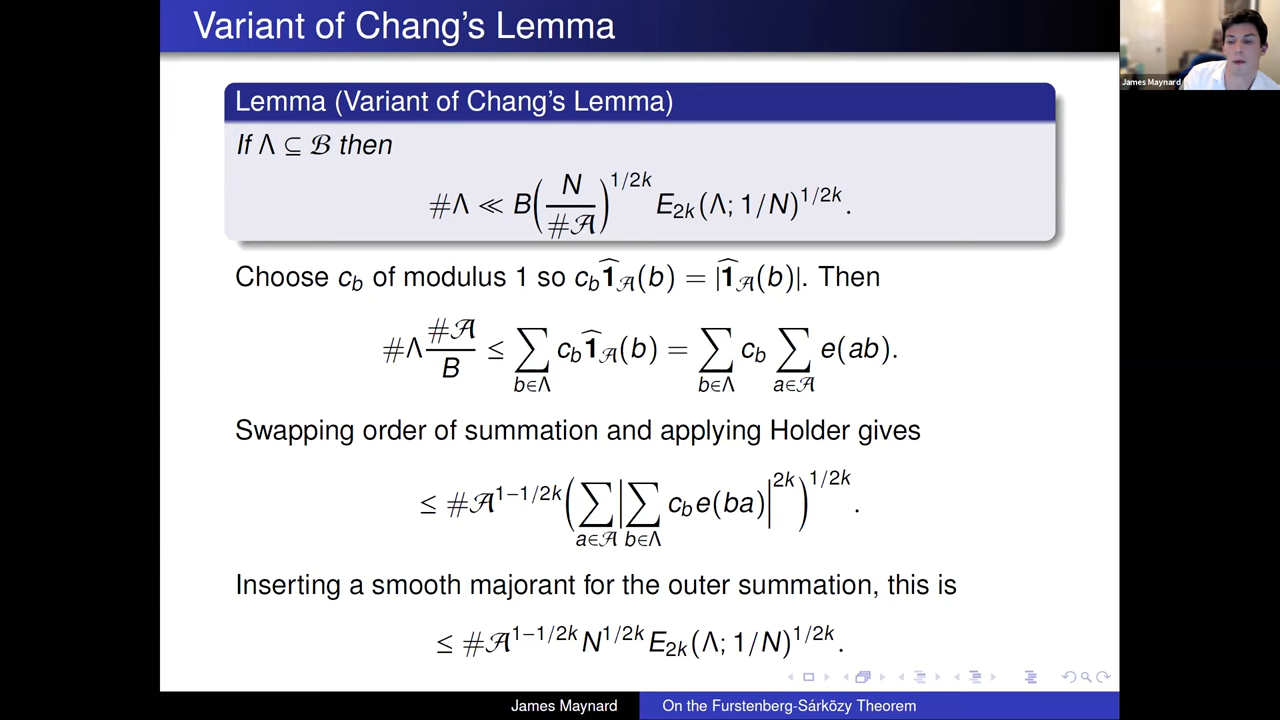 Variant of Chang's Lemma
James Maynard
Lemma (Variant of Chang's Lemma)
If Λ ⊆ ℬ then
#Λ ≪ B(N/#𝒜)^{1/2k} E_{2k}(Λ; 1/N)^{1/2k}.
Choose c_b of modulus 1 so c_b \widehat{1}_𝒜(b) = |\widehat{1}_𝒜(b)|. Then
#Λ #𝒜/B ≤ ∑_{b∈Λ} c_b \widehat{1}_𝒜(b) = ∑_{b∈Λ} c_b ∑_{a∈𝒜} e(ab).
Swapping order of summation and applying Holder gives
≤ #𝒜^{1−1/2k}(∑_{a∈𝒜}|∑_{b∈Λ} c_b e(ba)|^{2k})^{1/2k}.
Inserting a smooth majorant for the outer summation, this is
≤ #𝒜^{1−1/2k} N^{1/2k} E_{2k}(Λ; 1/N)^{1/2k}.
James Maynard
On the Furstenberg-Sárközy Theorem